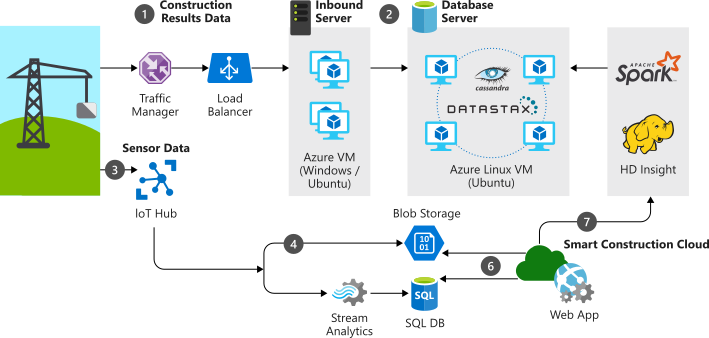 1
Construction
Results Data
Inbound
Server
2
Database
Server
Traffic
Manager
Load
Balancer
Azure VM
(Windows /
Ubuntu)
cassandra
DATASTAX
Azure Linux VM
(Ubuntu)
APACHE
Spark
HD Insight
3
Sensor Data
IoT Hub
4
Blob Storage
10
01
7
Smart Construction Cloud
6
Stream
Analytics
SQL
SQL DB
Web App